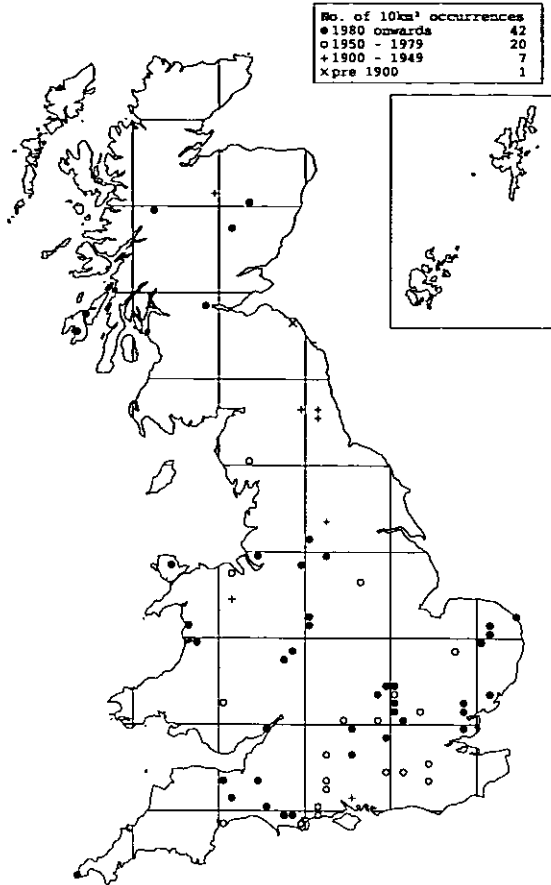 No. of 10km² occurrences
● 1980 onwards 42
○ 1950 - 1979 20
+ 1900 - 1949 7
× pre 1900 1